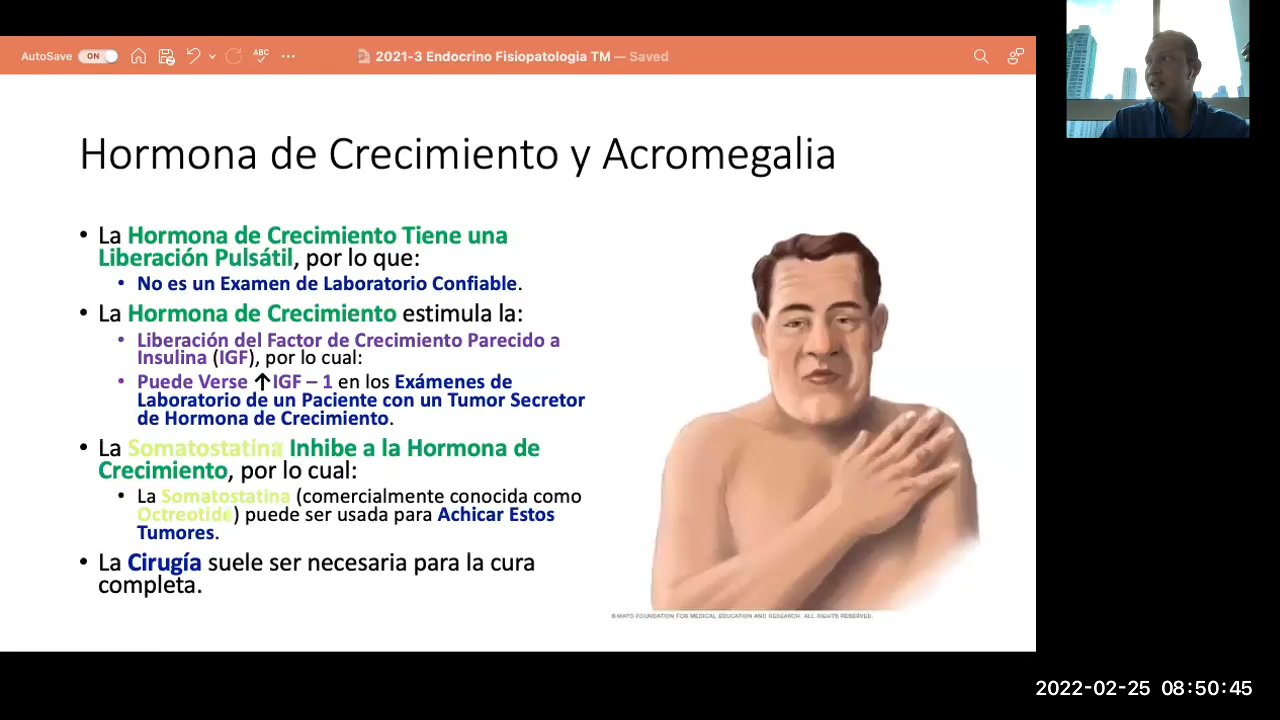 AutoSave ON ABC ... 2021-3 Endocrino Fisiopatologia TM — Saved
Hormona de Crecimiento y Acromegalia
• La Hormona de Crecimiento Tiene una
Liberación Pulsátil, por lo que:
• No es un Examen de Laboratorio Confiable.
• La Hormona de Crecimiento estimula la:
• Liberación del Factor de Crecimiento Parecido a
Insulina (IGF), por lo cual:
• Puede Verse ↑IGF – 1 en los Exámenes de
Laboratorio de un Paciente con un Tumor Secretor
de Hormona de Crecimiento.
• La Somatostatina Inhibe a la Hormona de
Crecimiento, por lo cual:
• La Somatostatina (comercialmente conocida como
Octreotide) puede ser usada para Achicar Estos
Tumores.
• La Cirugía suele ser necesaria para la cura
completa.
©MAYO FOUNDATION FOR MEDICAL EDUCATION AND RESEARCH. ALL RIGHTS RESERVED.
2022-02-25 08:50:45